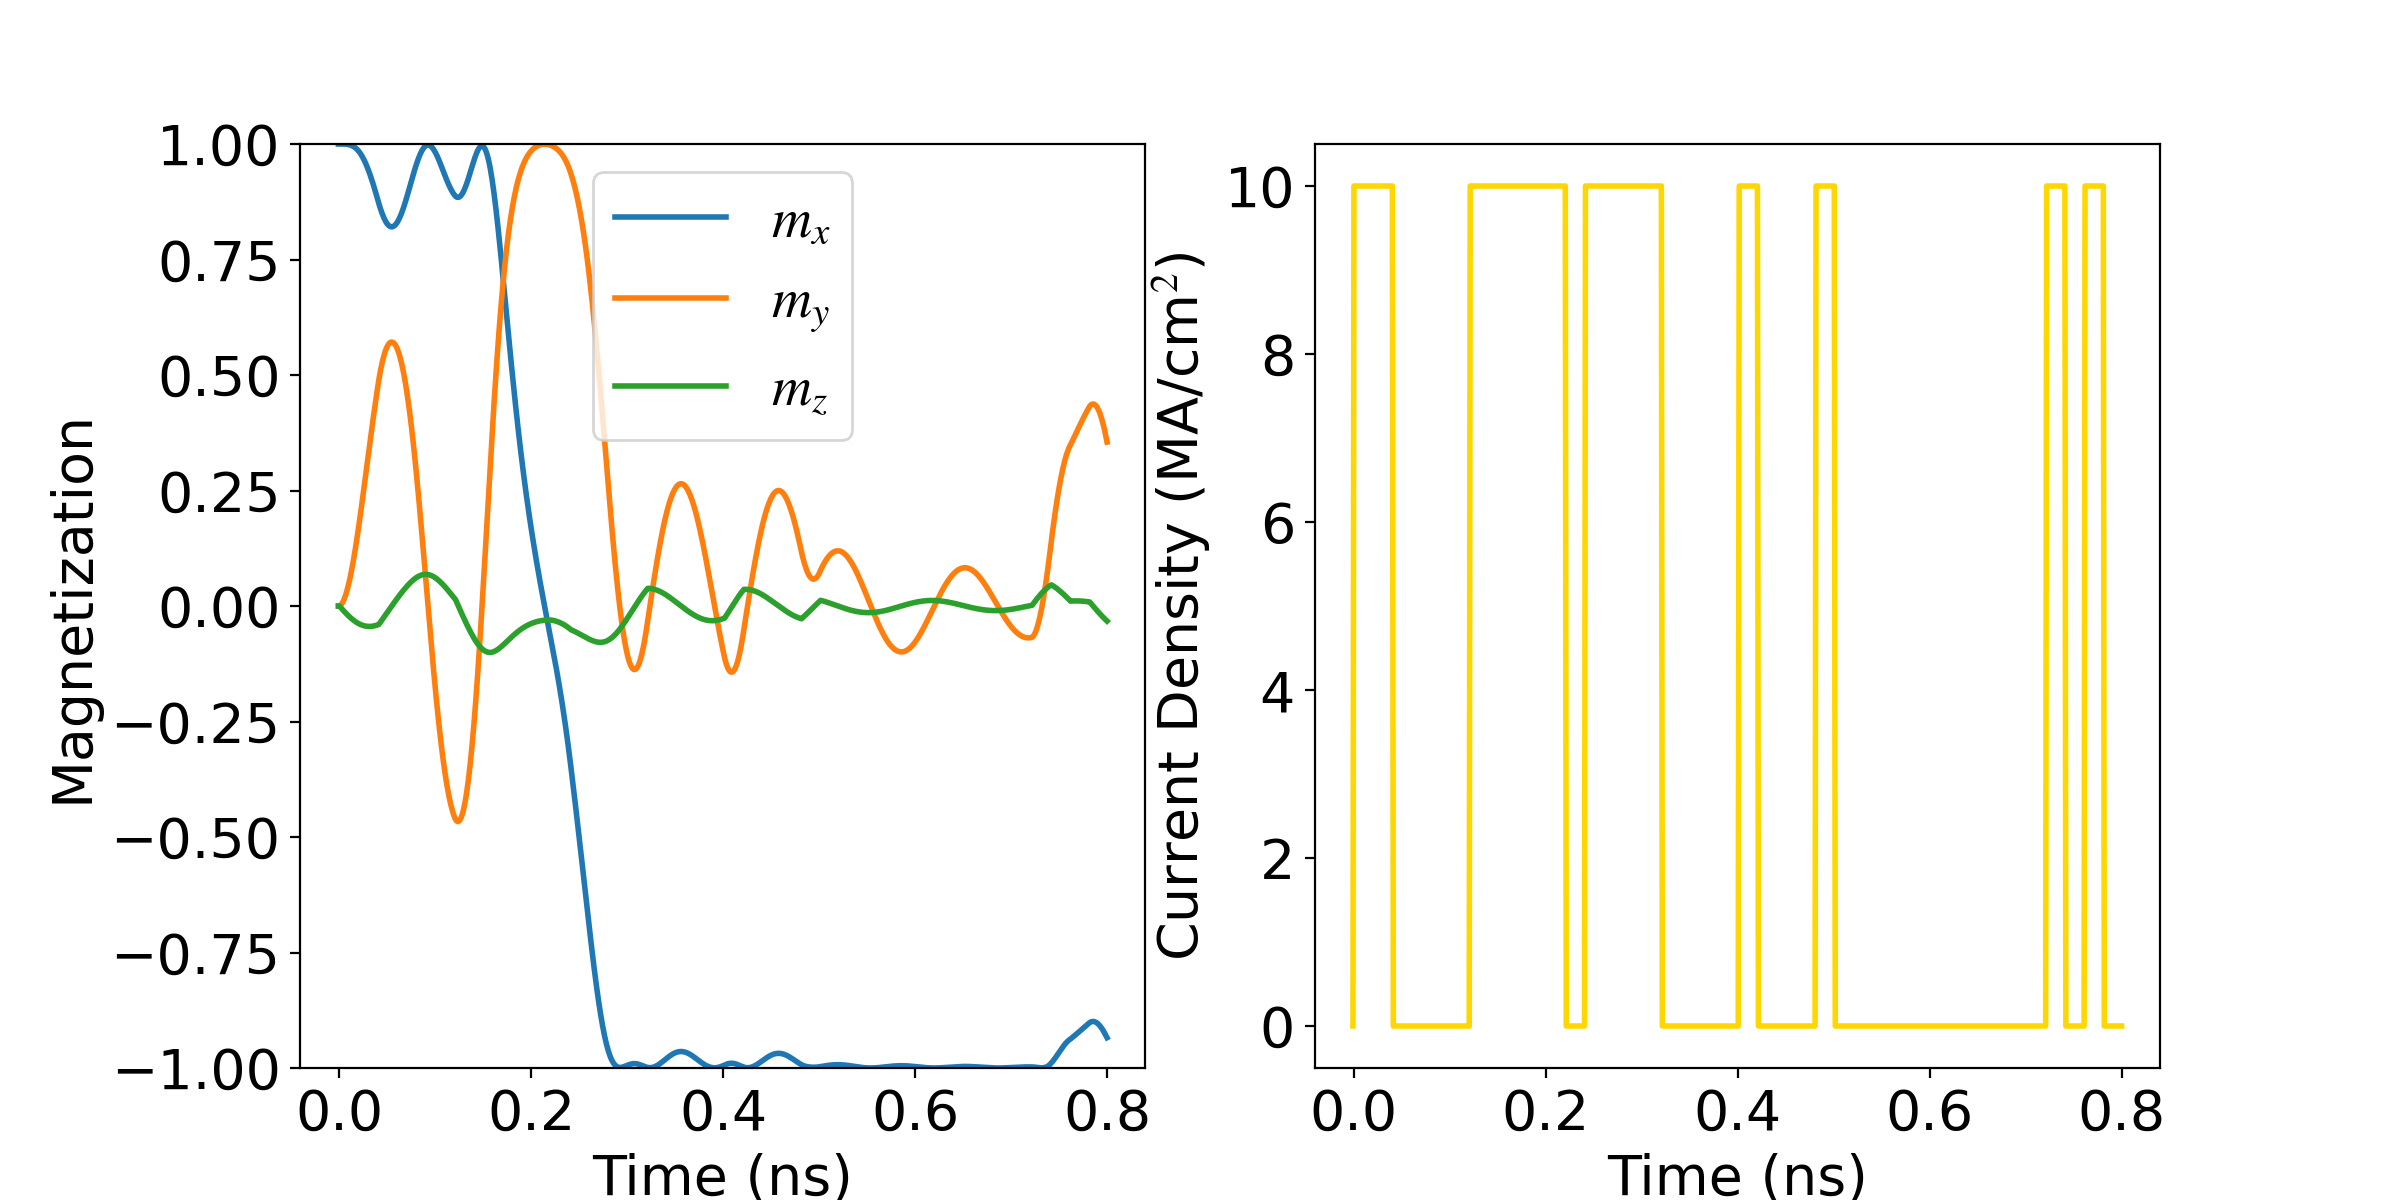 Magnetization
1.00
0.75
0.50
0.25
0.00
−0.25
−0.50
−0.75
−1.00
0.0 0.2 0.4 0.6 0.8
Time (ns)
m_x
m_y
m_z
Current Density (MA/cm²)
10
8
6
4
2
0
0.0 0.2 0.4 0.6 0.8
Time (ns)